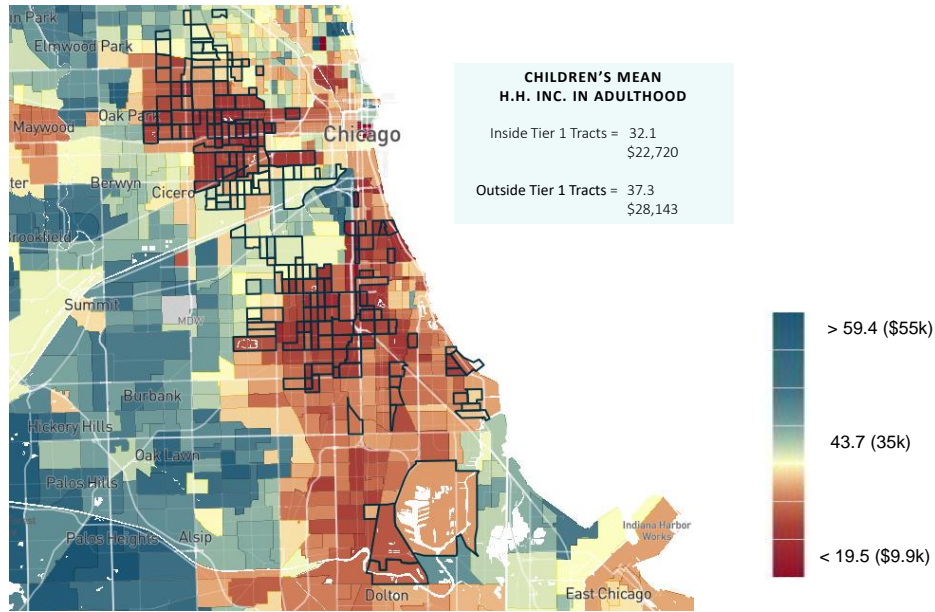 in Park
Elmwood Park
Oak Park
Maywood
Chicago
ter
Berwyn
Cicero
Brookfield
Summit
MDW
Burbank
Hickory Hills
Oak Lawn
Palos Hills
Palos Heights
Alsip
Dolton
Indiana Harbor
Works
East Chicago
CHILDREN'S MEAN
H.H. INC. IN ADULTHOOD
Inside Tier 1 Tracts = 32.1
$22,720
Outside Tier 1 Tracts = 37.3
$28,143
> 59.4 ($55k)
43.7 (35k)
< 19.5 ($9.9k)